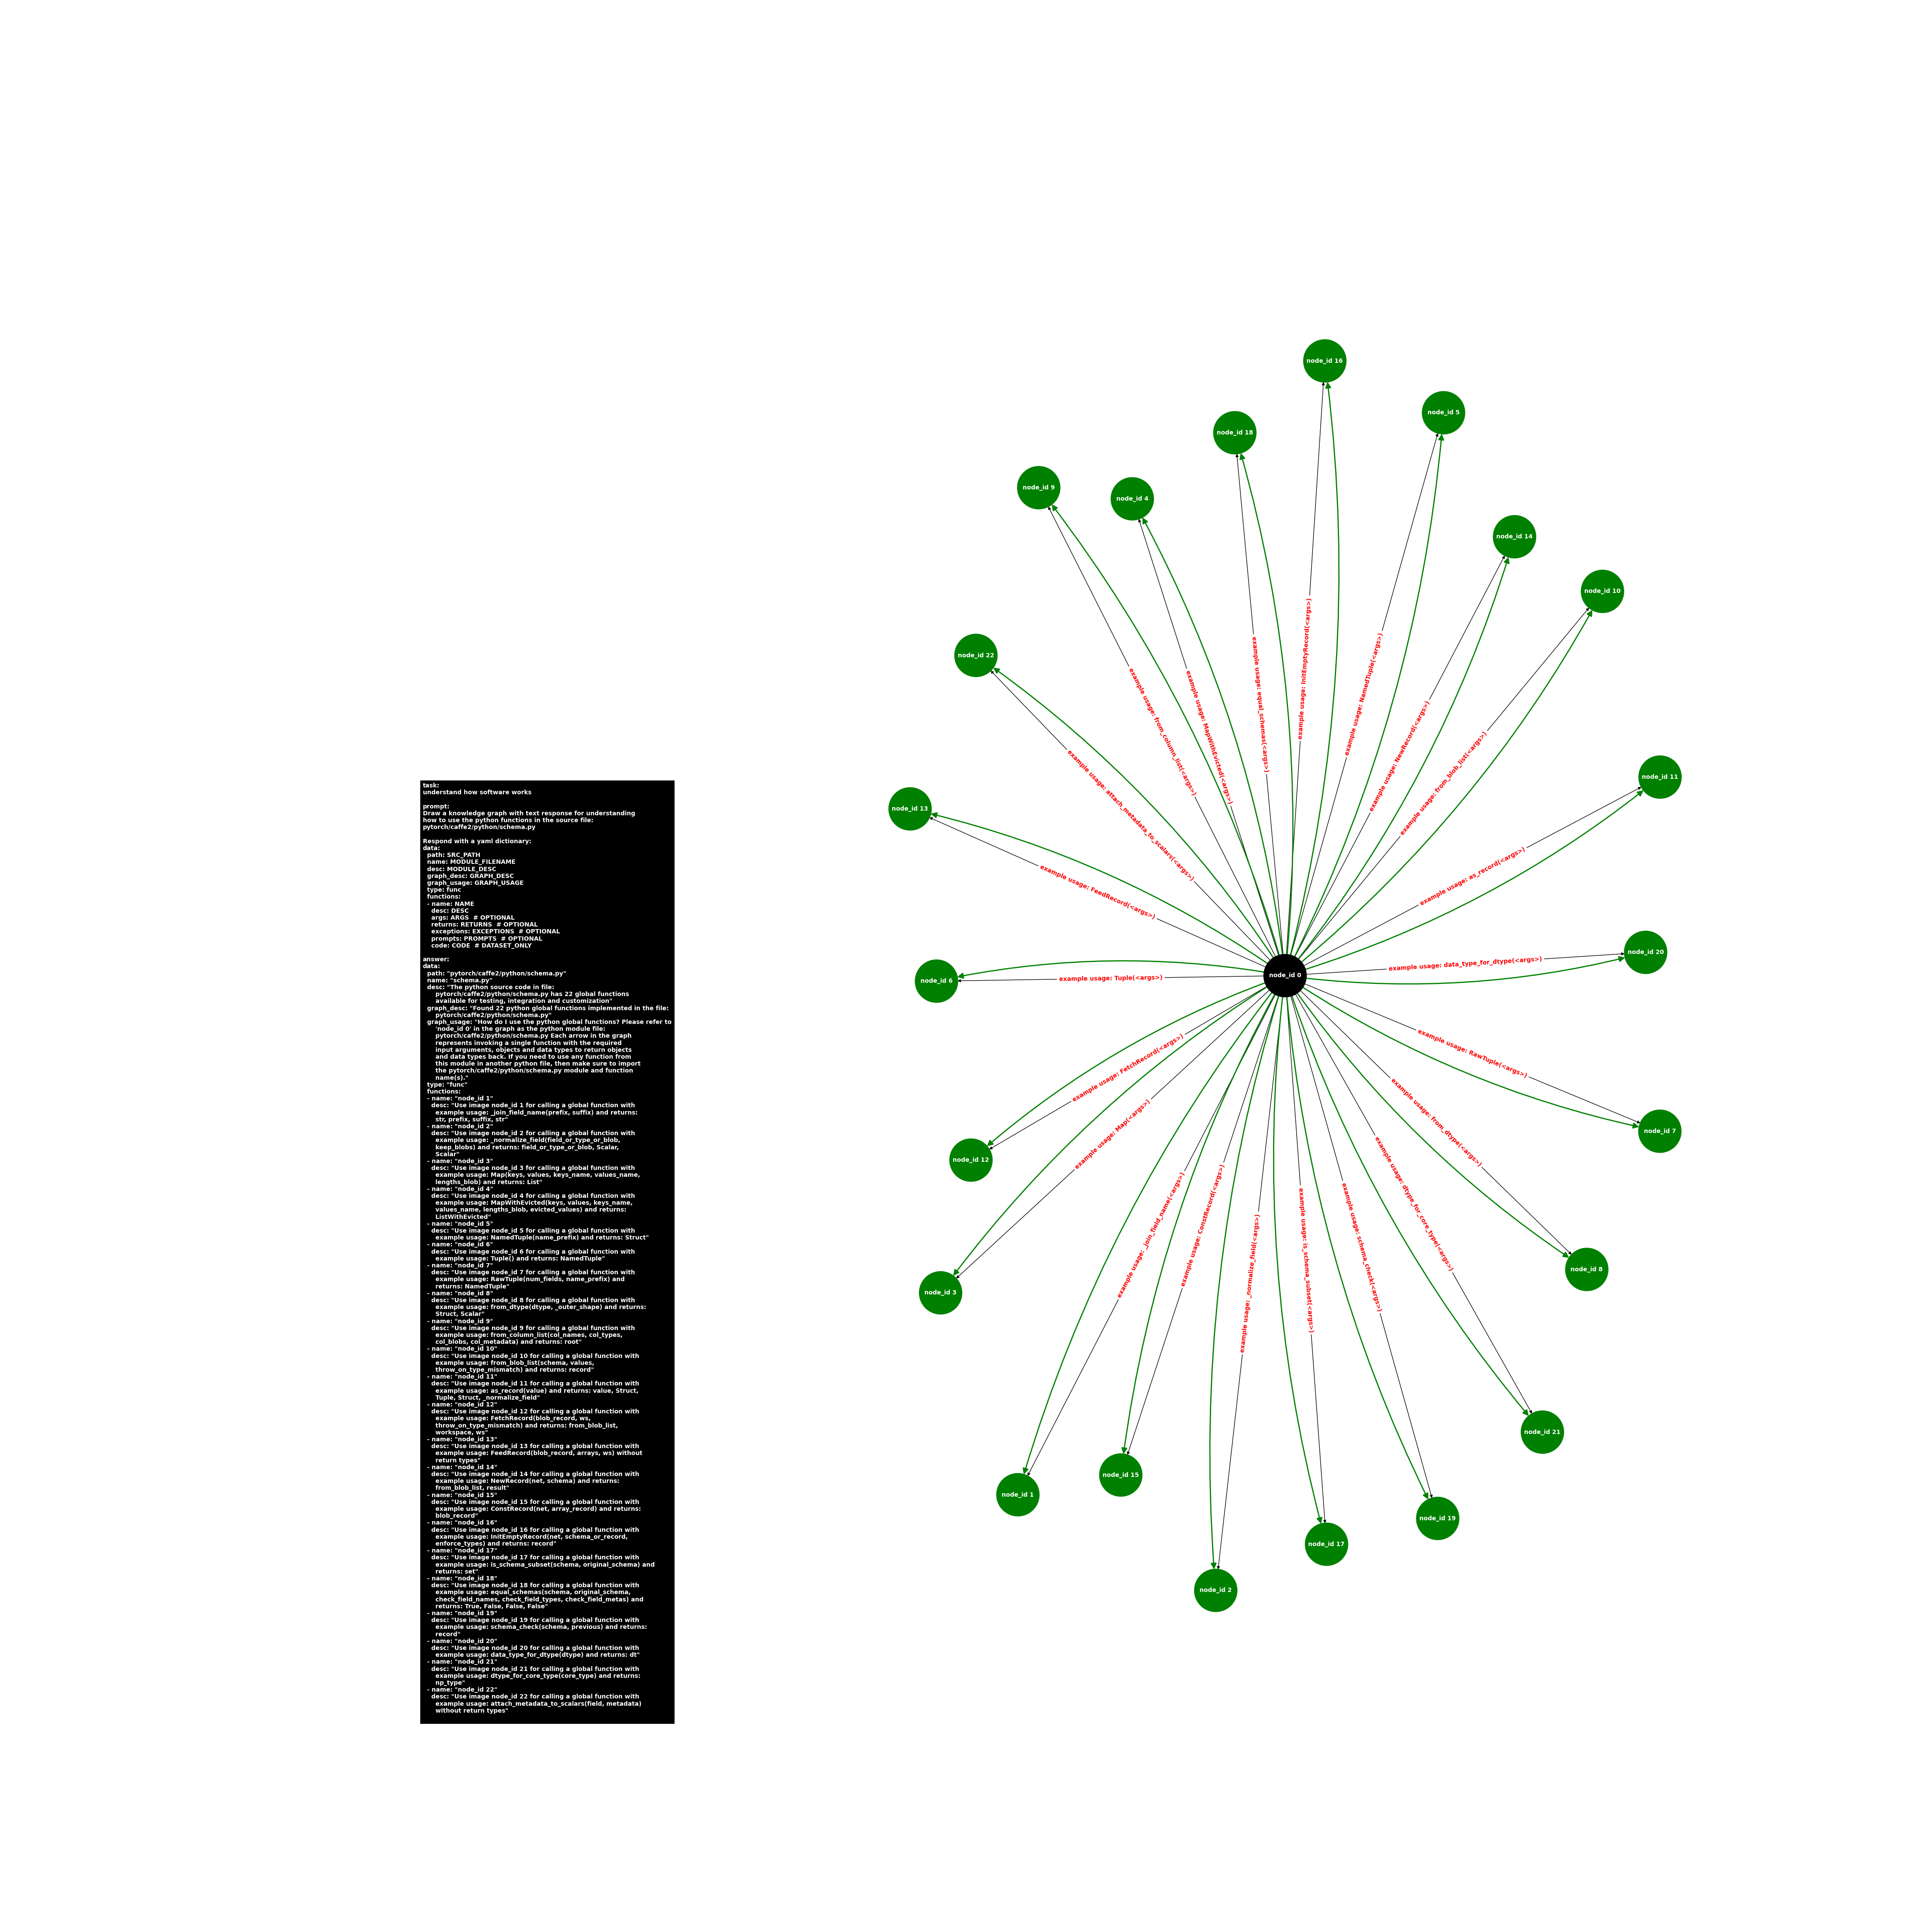 task:
understand how software works

prompt:
Draw a knowledge graph with text response for understanding
how to use the python functions in the source file:
pytorch/caffe2/python/schema.py

Respond with a yaml dictionary:
data:
  path: SRC_PATH
  name: MODULE_FILENAME
  desc: MODULE_DESC
  graph_desc: GRAPH_DESC
  graph_usage: GRAPH_USAGE
  type: func
  functions:
  - name: NAME
    desc: DESC
    args: ARGS  # OPTIONAL
    returns: RETURNS  # OPTIONAL
    exceptions: EXCEPTIONS  # OPTIONAL
    prompts: PROMPTS  # OPTIONAL
    code: CODE  # DATASET_ONLY

answer:
data:
  path: "pytorch/caffe2/python/schema.py"
  name: "schema.py"
  desc: "The python source code in file:
      pytorch/caffe2/python/schema.py has 22 global functions
      available for testing, integration and customization"
  graph_desc: "Found 22 python global functions implemented in the file:
      pytorch/caffe2/python/schema.py"
  graph_usage: "How do I use the python global functions? Please refer to
      'node_id 0' in the graph as the python module file:
      pytorch/caffe2/python/schema.py Each arrow in the graph
      represents invoking a single function with the required
      input arguments, objects and data types to return objects
      and data types back. If you need to use any function from
      this module in another python file, then make sure to import
      the pytorch/caffe2/python/schema.py module and function
      name(s)."
  type: "func"
  functions:
  - name: "node_id 1"
    desc: "Use image node_id 1 for calling a global function with
      example usage: _join_field_name(prefix, suffix) and returns:
      str, prefix, suffix, str"
  - name: "node_id 2"
    desc: "Use image node_id 2 for calling a global function with
      example usage: _normalize_field(field_or_type_or_blob,
      keep_blobs) and returns: field_or_type_or_blob, Scalar,
      Scalar"
  - name: "node_id 3"
    desc: "Use image node_id 3 for calling a global function with
      example usage: Map(keys, values, keys_name, values_name,
      lengths_blob) and returns: List"
  - name: "node_id 4"
    desc: "Use image node_id 4 for calling a global function with
      example usage: MapWithEvicted(keys, values, keys_name,
      values_name, lengths_blob, evicted_values) and returns:
      ListWithEvicted"
  - name: "node_id 5"
    desc: "Use image node_id 5 for calling a global function with
      example usage: NamedTuple(name_prefix) and returns: Struct"
  - name: "node_id 6"
    desc: "Use image node_id 6 for calling a global function with
      example usage: Tuple() and returns: NamedTuple"
  - name: "node_id 7"
    desc: "Use image node_id 7 for calling a global function with
      example usage: RawTuple(num_fields, name_prefix) and
      returns: NamedTuple"
  - name: "node_id 8"
    desc: "Use image node_id 8 for calling a global function with
      example usage: from_dtype(dtype, _outer_shape) and returns:
      Struct, Scalar"
  - name: "node_id 9"
    desc: "Use image node_id 9 for calling a global function with
      example usage: from_column_list(col_names, col_types,
      col_blobs, col_metadata) and returns: root"
  - name: "node_id 10"
    desc: "Use image node_id 10 for calling a global function with
      example usage: from_blob_list(schema, values,
      throw_on_type_mismatch) and returns: record"
  - name: "node_id 11"
    desc: "Use image node_id 11 for calling a global function with
      example usage: as_record(value) and returns: value, Struct,
      Tuple, Struct, _normalize_field"
  - name: "node_id 12"
    desc: "Use image node_id 12 for calling a global function with
      example usage: FetchRecord(blob_record, ws,
      throw_on_type_mismatch) and returns: from_blob_list,
      workspace, ws"
  - name: "node_id 13"
    desc: "Use image node_id 13 for calling a global function with
      example usage: FeedRecord(blob_record, arrays, ws) without
      return types"
  - name: "node_id 14"
    desc: "Use image node_id 14 for calling a global function with
      example usage: NewRecord(net, schema) and returns:
      from_blob_list, result"
  - name: "node_id 15"
    desc: "Use image node_id 15 for calling a global function with
      example usage: ConstRecord(net, array_record) and returns:
      blob_record"
  - name: "node_id 16"
    desc: "Use image node_id 16 for calling a global function with
      example usage: InitEmptyRecord(net, schema_or_record,
      enforce_types) and returns: record"
  - name: "node_id 17"
    desc: "Use image node_id 17 for calling a global function with
      example usage: is_schema_subset(schema, original_schema) and
      returns: set"
  - name: "node_id 18"
    desc: "Use image node_id 18 for calling a global function with
      example usage: equal_schemas(schema, original_schema,
      check_field_names, check_field_types, check_field_metas) and
      returns: True, False, False, False"
  - name: "node_id 19"
    desc: "Use image node_id 19 for calling a global function with
      example usage: schema_check(schema, previous) and returns:
      record"
  - name: "node_id 20"
    desc: "Use image node_id 20 for calling a global function with
      example usage: data_type_for_dtype(dtype) and returns: dt"
  - name: "node_id 21"
    desc: "Use image node_id 21 for calling a global function with
      example usage: dtype_for_core_type(core_type) and returns:
      np_type"
  - name: "node_id 22"
    desc: "Use image node_id 22 for calling a global function with
      example usage: attach_metadata_to_scalars(field, metadata)
      without return types"
node_id 16
node_id 5
node_id 18
node_id 9
node_id 4
node_id 14
node_id 10
node_id 22
node_id 11
node_id 13
node_id 20
node_id 0
node_id 6
node_id 7
node_id 12
node_id 8
node_id 3
node_id 21
node_id 15
node_id 1
node_id 19
node_id 17
node_id 2
example usage: InitEmptyRecord(<args>)
example usage: NamedTuple(<args>)
example usage: equal_schemas(<args>)
example usage: from_column_list(<args>)
example usage: MapWithEvicted(<args>)
example usage: NewRecord(<args>)
example usage: from_blob_list(<args>)
example usage: attach_metadata_to_scalars(<args>)
example usage: as_record(<args>)
example usage: FeedRecord(<args>)
example usage: data_type_for_dtype(<args>)
example usage: Tuple(<args>)
example usage: RawTuple(<args>)
example usage: FetchRecord(<args>)
example usage: from_dtype(<args>)
example usage: Map(<args>)
example usage: dtype_for_core_type(<args>)
example usage: ConstRecord(<args>)
example usage: _join_field_name(<args>)
example usage: schema_check(<args>)
example usage: is_schema_subset(<args>)
example usage: _normalize_field(<args>)